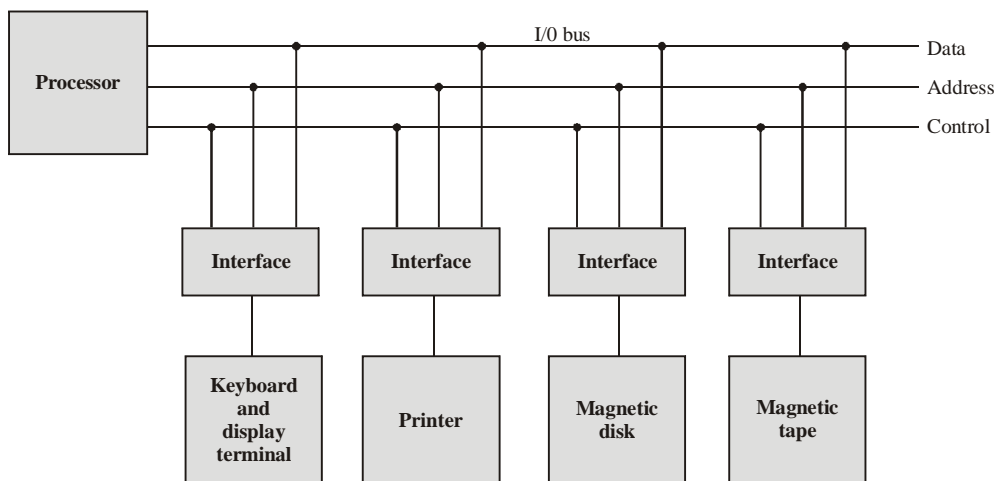 I/0 bus
Data
Processor
Address
Control
Interface
Interface
Interface
Interface
Keyboard
and
display
terminal
Printer
Magnetic
disk
Magnetic
tape